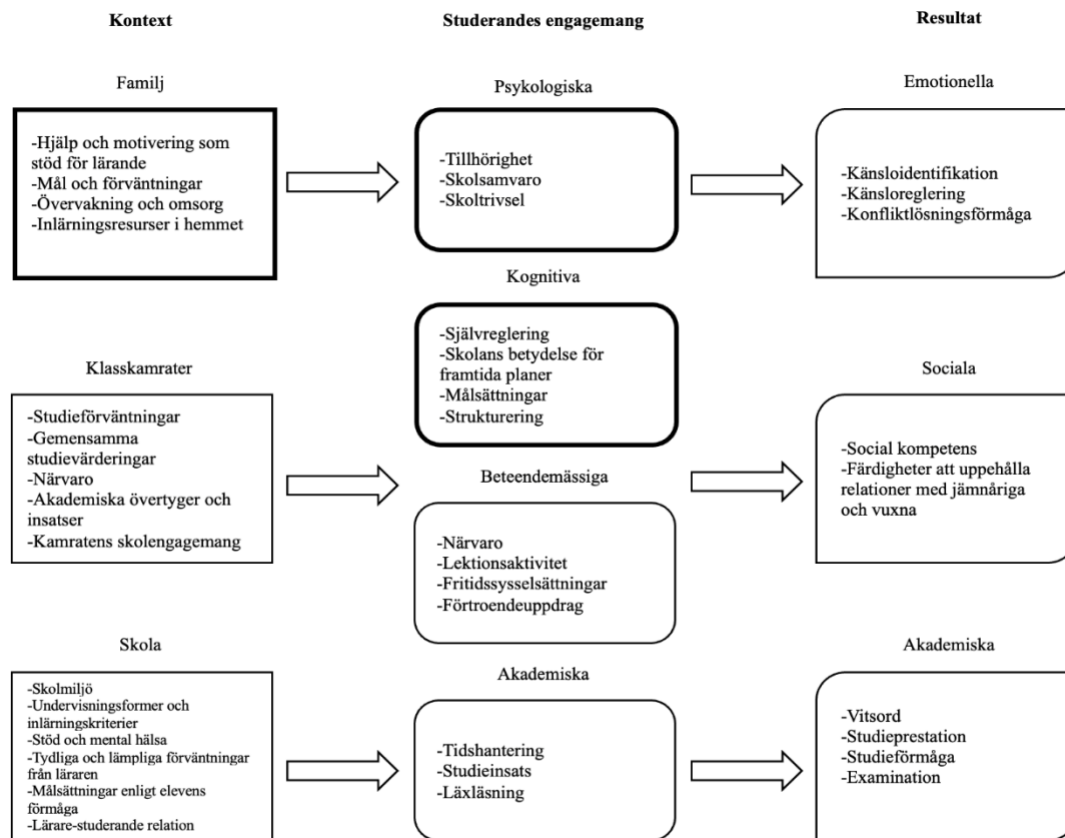 Kontext
Studerandes engagemang
Resultat
Familj
-Hjälp och motivering som
stöd för lärande
-Mål och förväntningar
-Övervakning och omsorg
-Inlärningsresurser i hemmet
Psykologiska
-Tillhörighet
-Skolsamvaro
-Skoltrivsel
Emotionella
-Känsloidentifikation
-Känsloreglering
-Konfliktlösningsförmåga
Kognitiva
-Självreglering
-Skolans betydelse för
framtida planer
-Målsättningar
-Strukturering
Klasskamrater
-Studieförväntningar
-Gemensamma
studievärderingar
-Närvaro
-Akademiska övertyger och
insatser
-Kamratens skolengagemang
Beteendemässiga
-Närvaro
-Lektionsaktivitet
-Fritidssysselsättningar
-Förtroendeuppdrag
Sociala
-Social kompetens
-Färdigheter att uppehålla
relationer med jämnåriga
och vuxna
Skola
-Skolmiljö
-Undervisningsformer och
inlärningskriterier
-Stöd och mental hälsa
-Tydliga och lämpliga förväntningar
från läraren
-Målsättningar enligt elevens
förmåga
-Lärare-studerande relation
Akademiska
-Tidshantering
-Studieinsats
-Läxläsning
Akademiska
-Vitsord
-Studieprestation
-Studieförmåga
-Examination